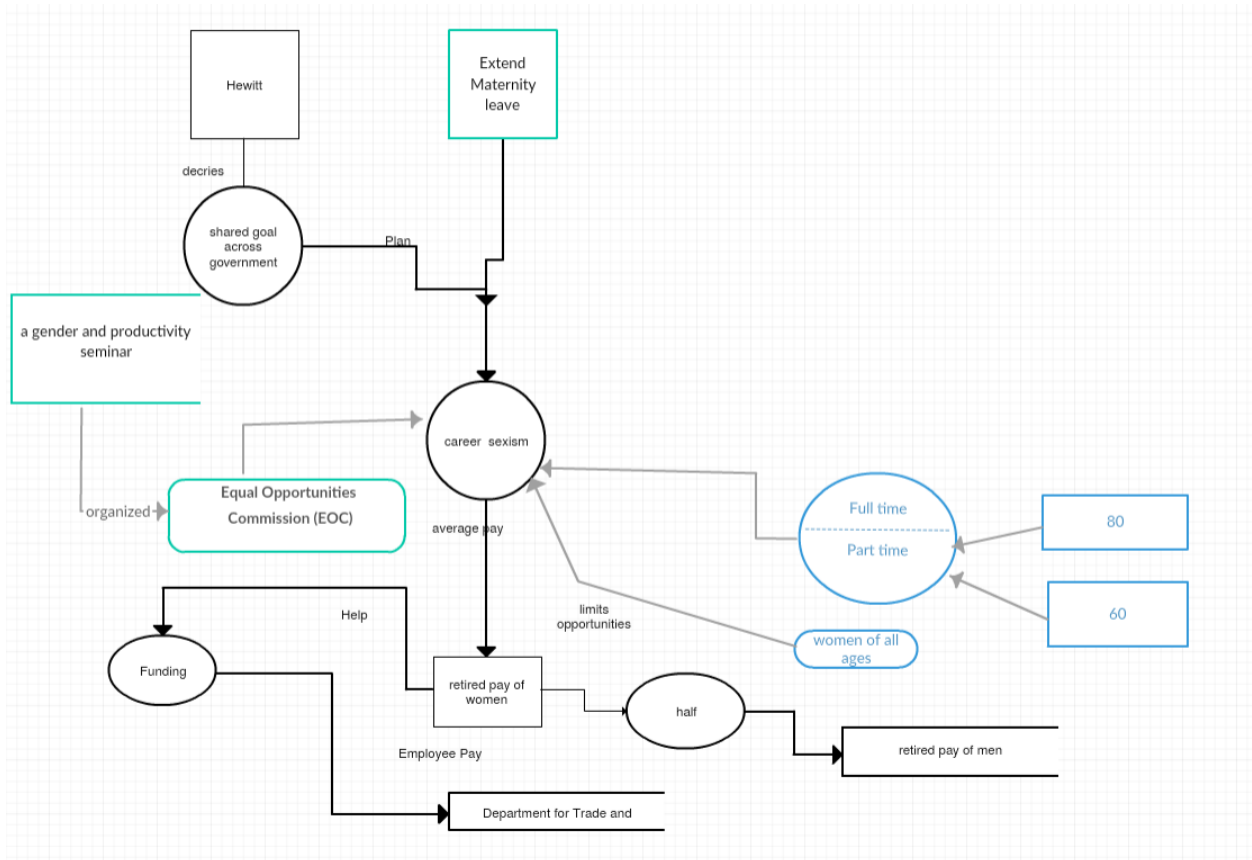 Hewitt
Extend
Maternity
leave
decries
shared goal
across
government
Plan
a gender and productivity
seminar
career sexism
organized
Equal Opportunities
Commission (EOC)
average pay
Full time
Part time
80
60
Help
limits
opportunities
women of all
ages
Funding
retired pay of
women
half
retired pay of men
Employee Pay
Department for Trade and